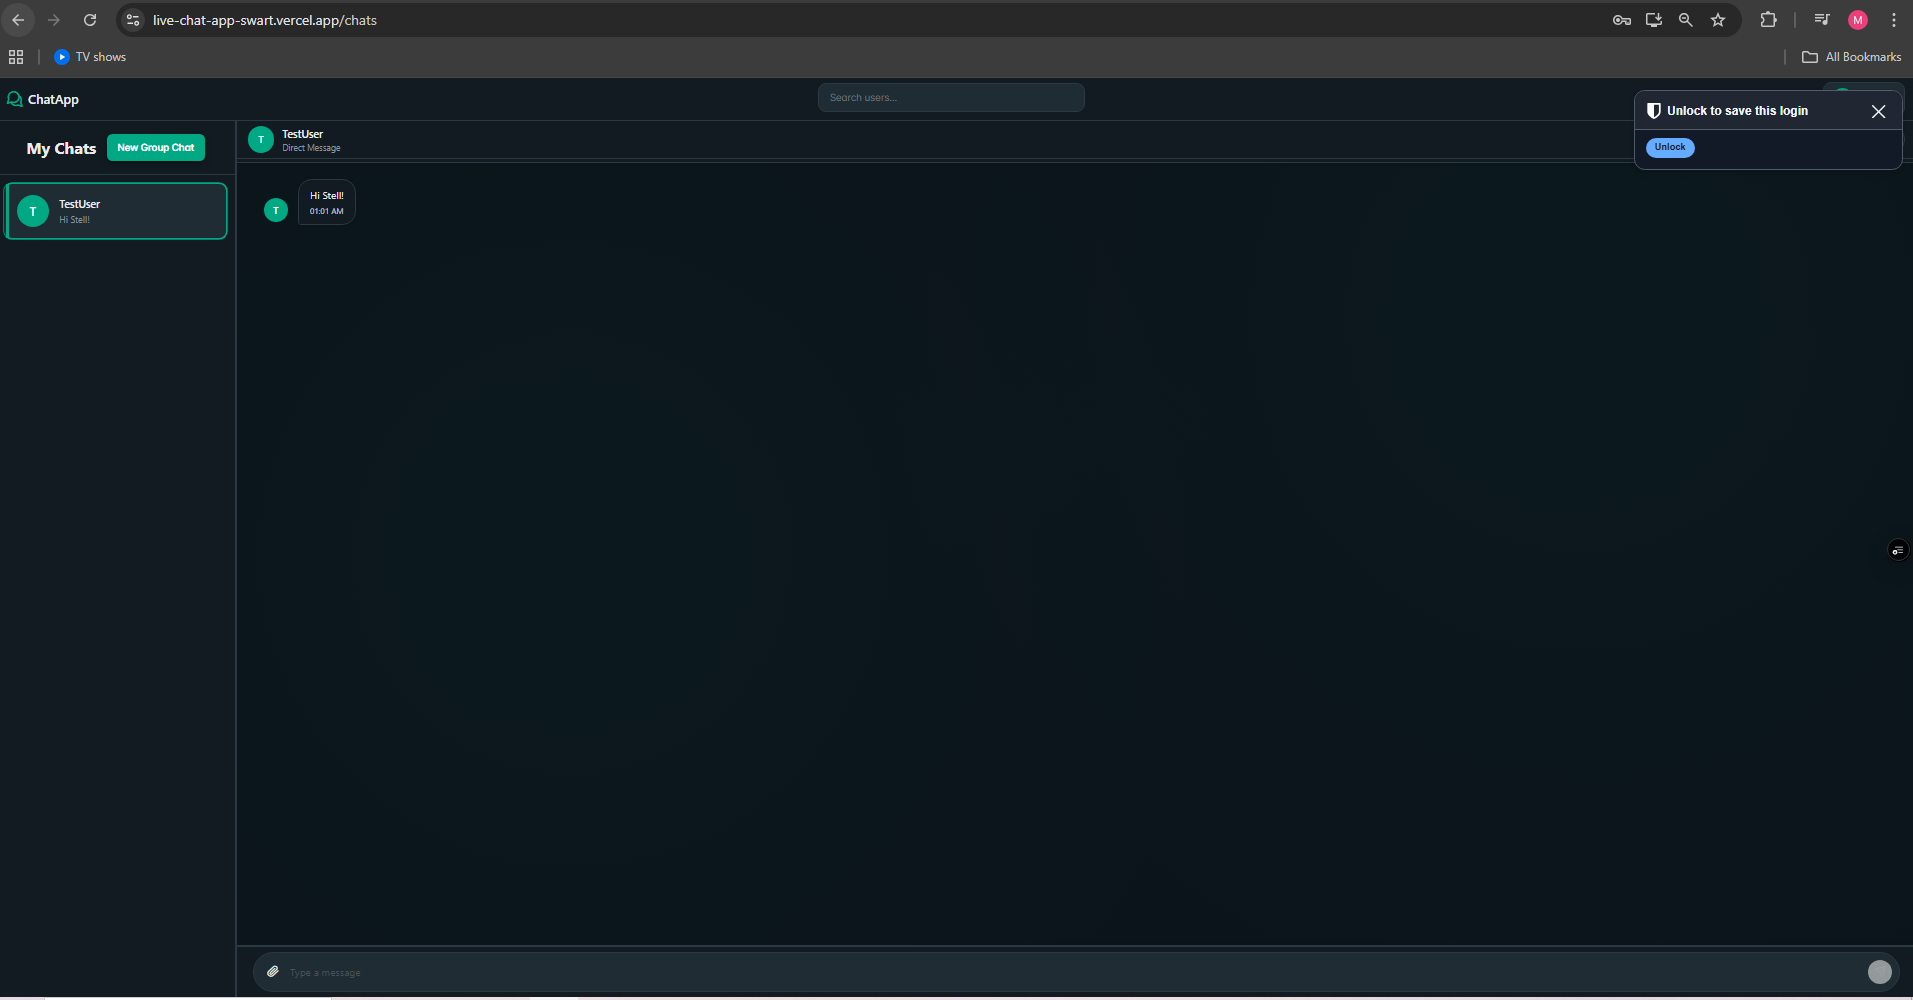 live-chat-app-swart.vercel.app/chats
M
TV shows
All Bookmarks
ChatApp
Search users...
Unlock to save this login
Unlock
My Chats
New Group Chat
T
TestUser
Direct Message
T
TestUser
Hi Stell!
T
Hi Stell!
01:01 AM
Type a message